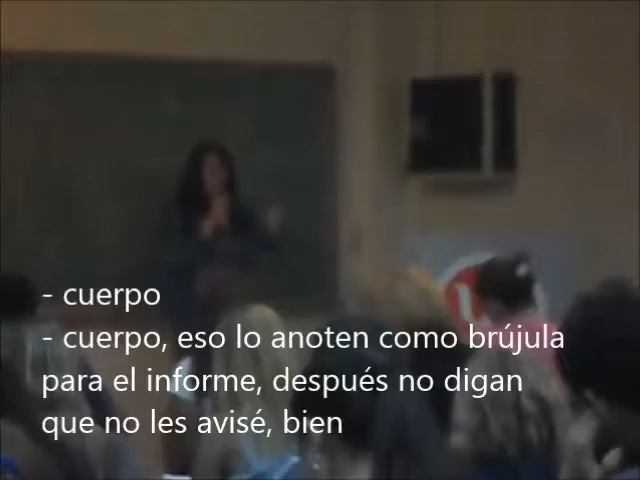 - cuerpo
- cuerpo, eso lo anoten como brújula
para el informe, después no digan
que no les avisé, bien